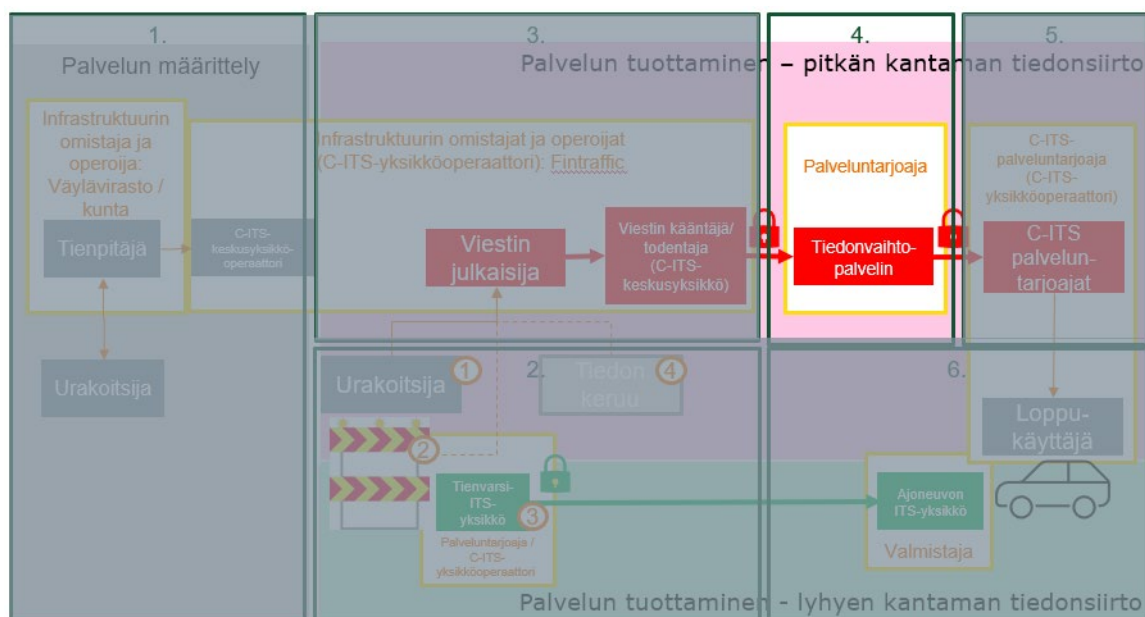 1.
Palvelun määrittely
Infrastruktuurin
omistaja ja
operoija:
Väylävirasto /
kunta
Tienpitäjä
Urakoitsija
C-ITS-
keskusyksikkö-
operaattori
3.
Palvelun tuottaminen – pitkän kantaman tiedonsiirto
Infrastruktuurin omistajat ja operoijat
(C-ITS-yksikköoperaattori): Fintraffic
Viestin
julkaisija
Viestin kääntäjä/
todentaja
(C-ITS-
keskusyksikkö)
4.
Palveluntarjoaja
Tiedonvaihto-
palvelin
5.
C-ITS-
palveluntarjoaja
(C-ITS-
yksikköoperaattori)
C-ITS
palvelun-
tarjoajat
2.
Urakoitsija
1
Tiedon
keruu
4
2
Tienvarsi-
ITS-
yksikkö
3
Palveluntarjoaja /
C-ITS-
yksikköoperaattori
6.
Loppu-
käyttäjä
Ajoneuvon
ITS-yksikkö
Valmistaja
Palvelun tuottaminen - lyhyen kantaman tiedonsiirto